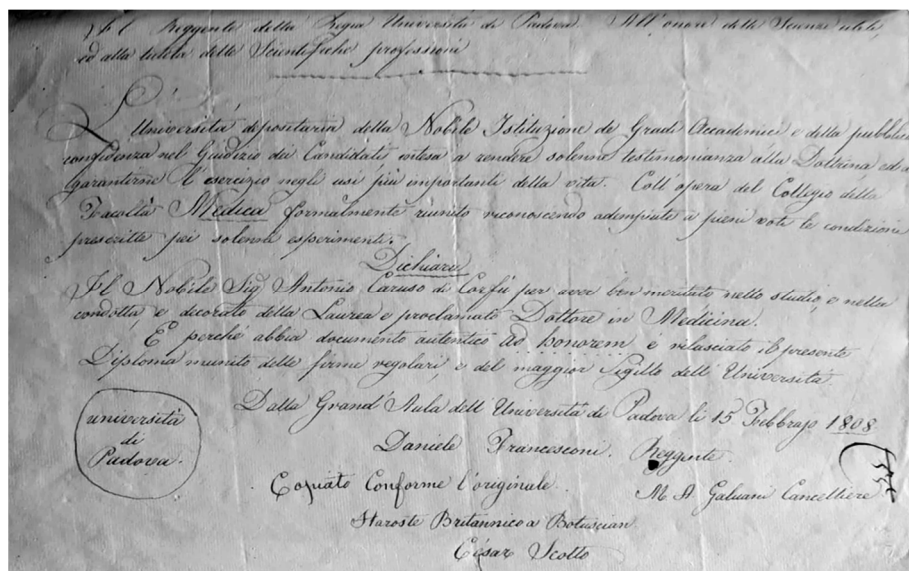 Il Reggente della Regia Università di Padova. All'onore delle Scienze utili
ed alla tutela delle Scientifiche professioni
L'Università depositaria della Nobile Istituzione de Gradi Accademici e della pubblica
confidenza nel Giudizio dei Candidati intesa a rendere solenne testimonianza alla Dottrina ed a
garantirne l'esercizio negli usi più importanti della vita. Coll'opera del Collegio della
Facoltà Medica formalmente riunito riconoscendo adempiute a pieni voti le condizioni
prescritte pei solenni esperimenti.
Dichiara
Il Nobile Sig Antonio Caruso di Corfù per aver ben meritato nello studio, e nella
condotta, e decorato della Laurea e proclamato Dottore in Medicina.
E perché abbia documento autentico ad honorem e rilasciato il presente
Diploma munito delle firme regolari, e del maggior Sigillo dell'Università
Dalla Grand'Aula dell'Università di Padova li 15 Febbrajo 1808.
università
di
Padova.
Daniele Francesconi. Reggente.
Copiato Conforme l'originale.
M A Galvani Cancelliere
Staroste Britannico a Botuscian
César Scotto